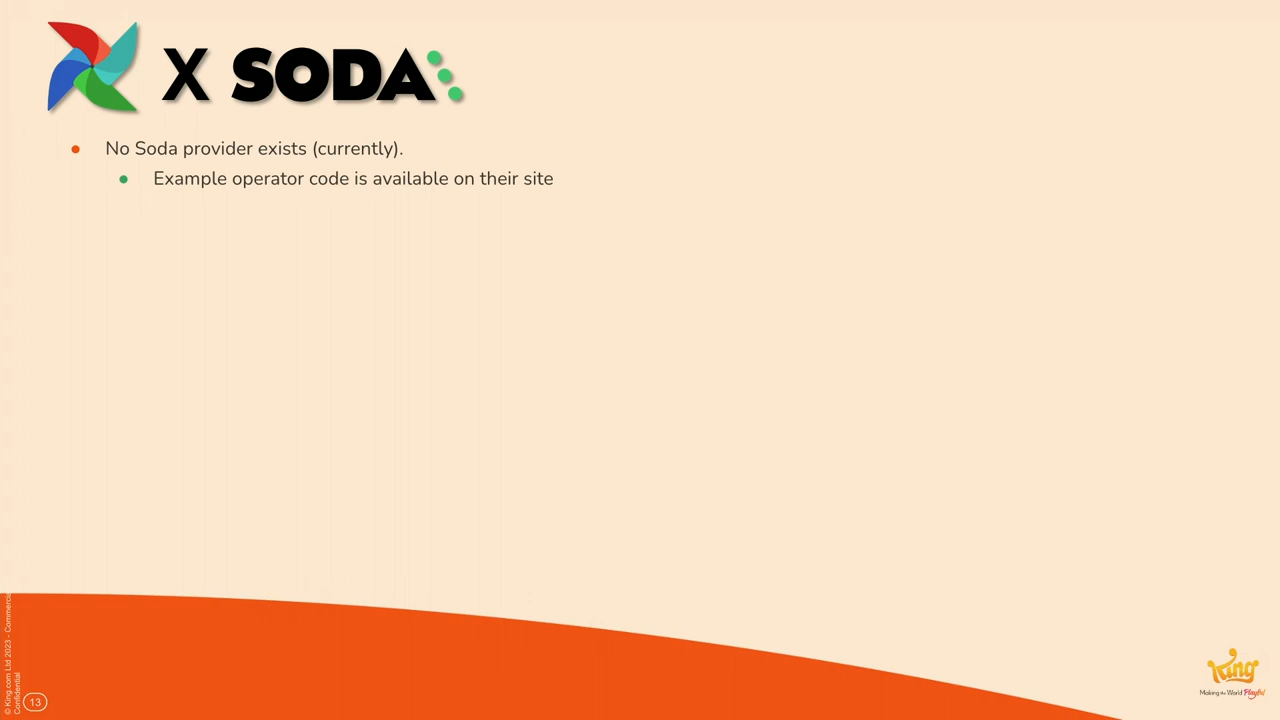 X SODA
No Soda provider exists (currently).
Example operator code is available on their site
© King.com Ltd 2023 - Commercially
Confidential
13
King
Making the World Playful